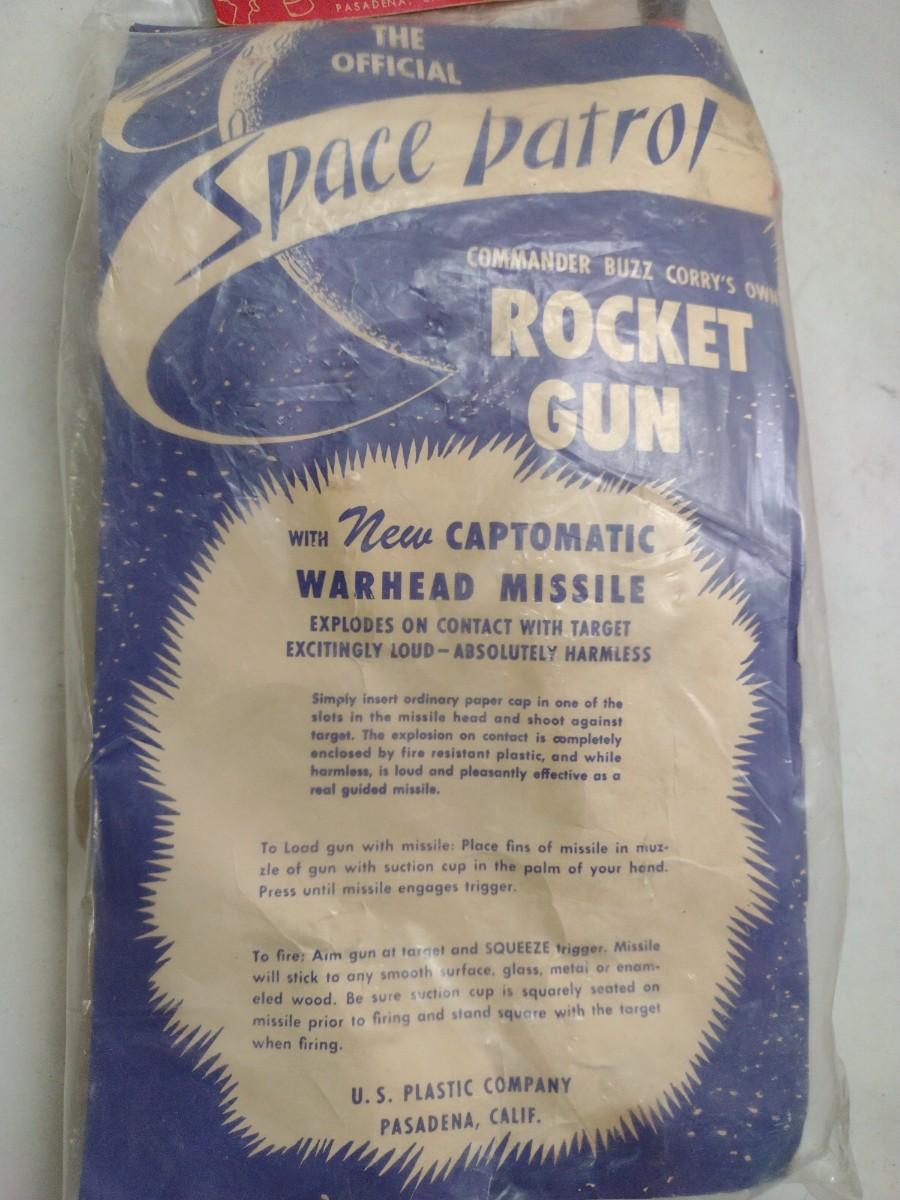 PASADENA, C
THE
OFFICIAL
Space patrol
COMMANDER BUZZ CORRY'S OWN
ROCKET
GUN
WITH New CAPTOMATIC
WARHEAD MISSILE
EXPLODES ON CONTACT WITH TARGET
EXCITINGLY LOUD—ABSOLUTELY HARMLESS
Simply insert ordinary paper cap in one of the
slots in the missile head and shoot against
target. The explosion on contact is completely
enclosed by fire resistant plastic, and while
harmless, is loud and pleasantly effective as a
real guided missile.
To Load gun with missile: Place fins of missile in muz-
zle of gun with suction cup in the palm of your hand.
Press until missile engages trigger.
To fire: Aim gun at target and SQUEEZE trigger. Missile
will stick to any smooth surface, glass, metal or enam-
eled wood. Be sure suction cup is squarely seated on
missile prior to firing and stand square with the target
when firing.
U. S. PLASTIC COMPANY
PASADENA, CALIF.